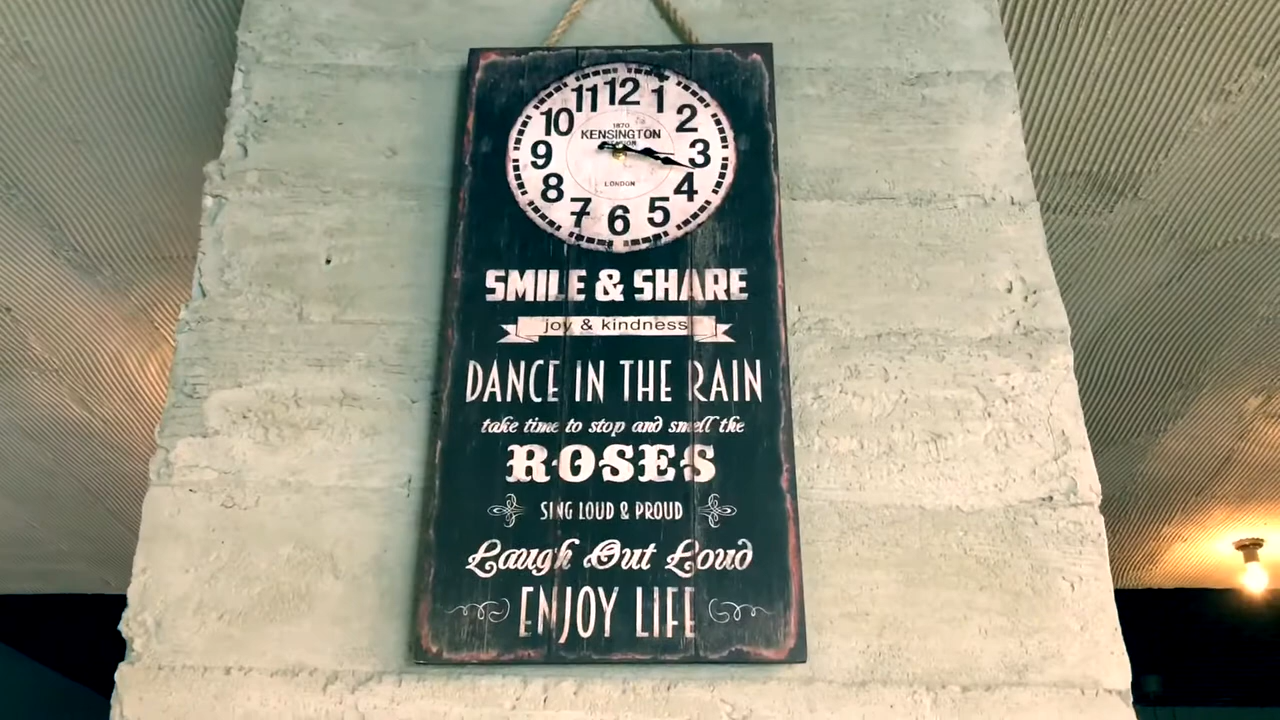 11 12 1
10 2
9 3
8 4
7 6 5
1870
KENSINGTON
LONDON
SMILE & SHARE
joy & kindness
DANCE IN THE RAIN
take time to stop and smell the
ROSES
SING LOUD & PROUD
Laugh Out Loud
ENJOY LIFE